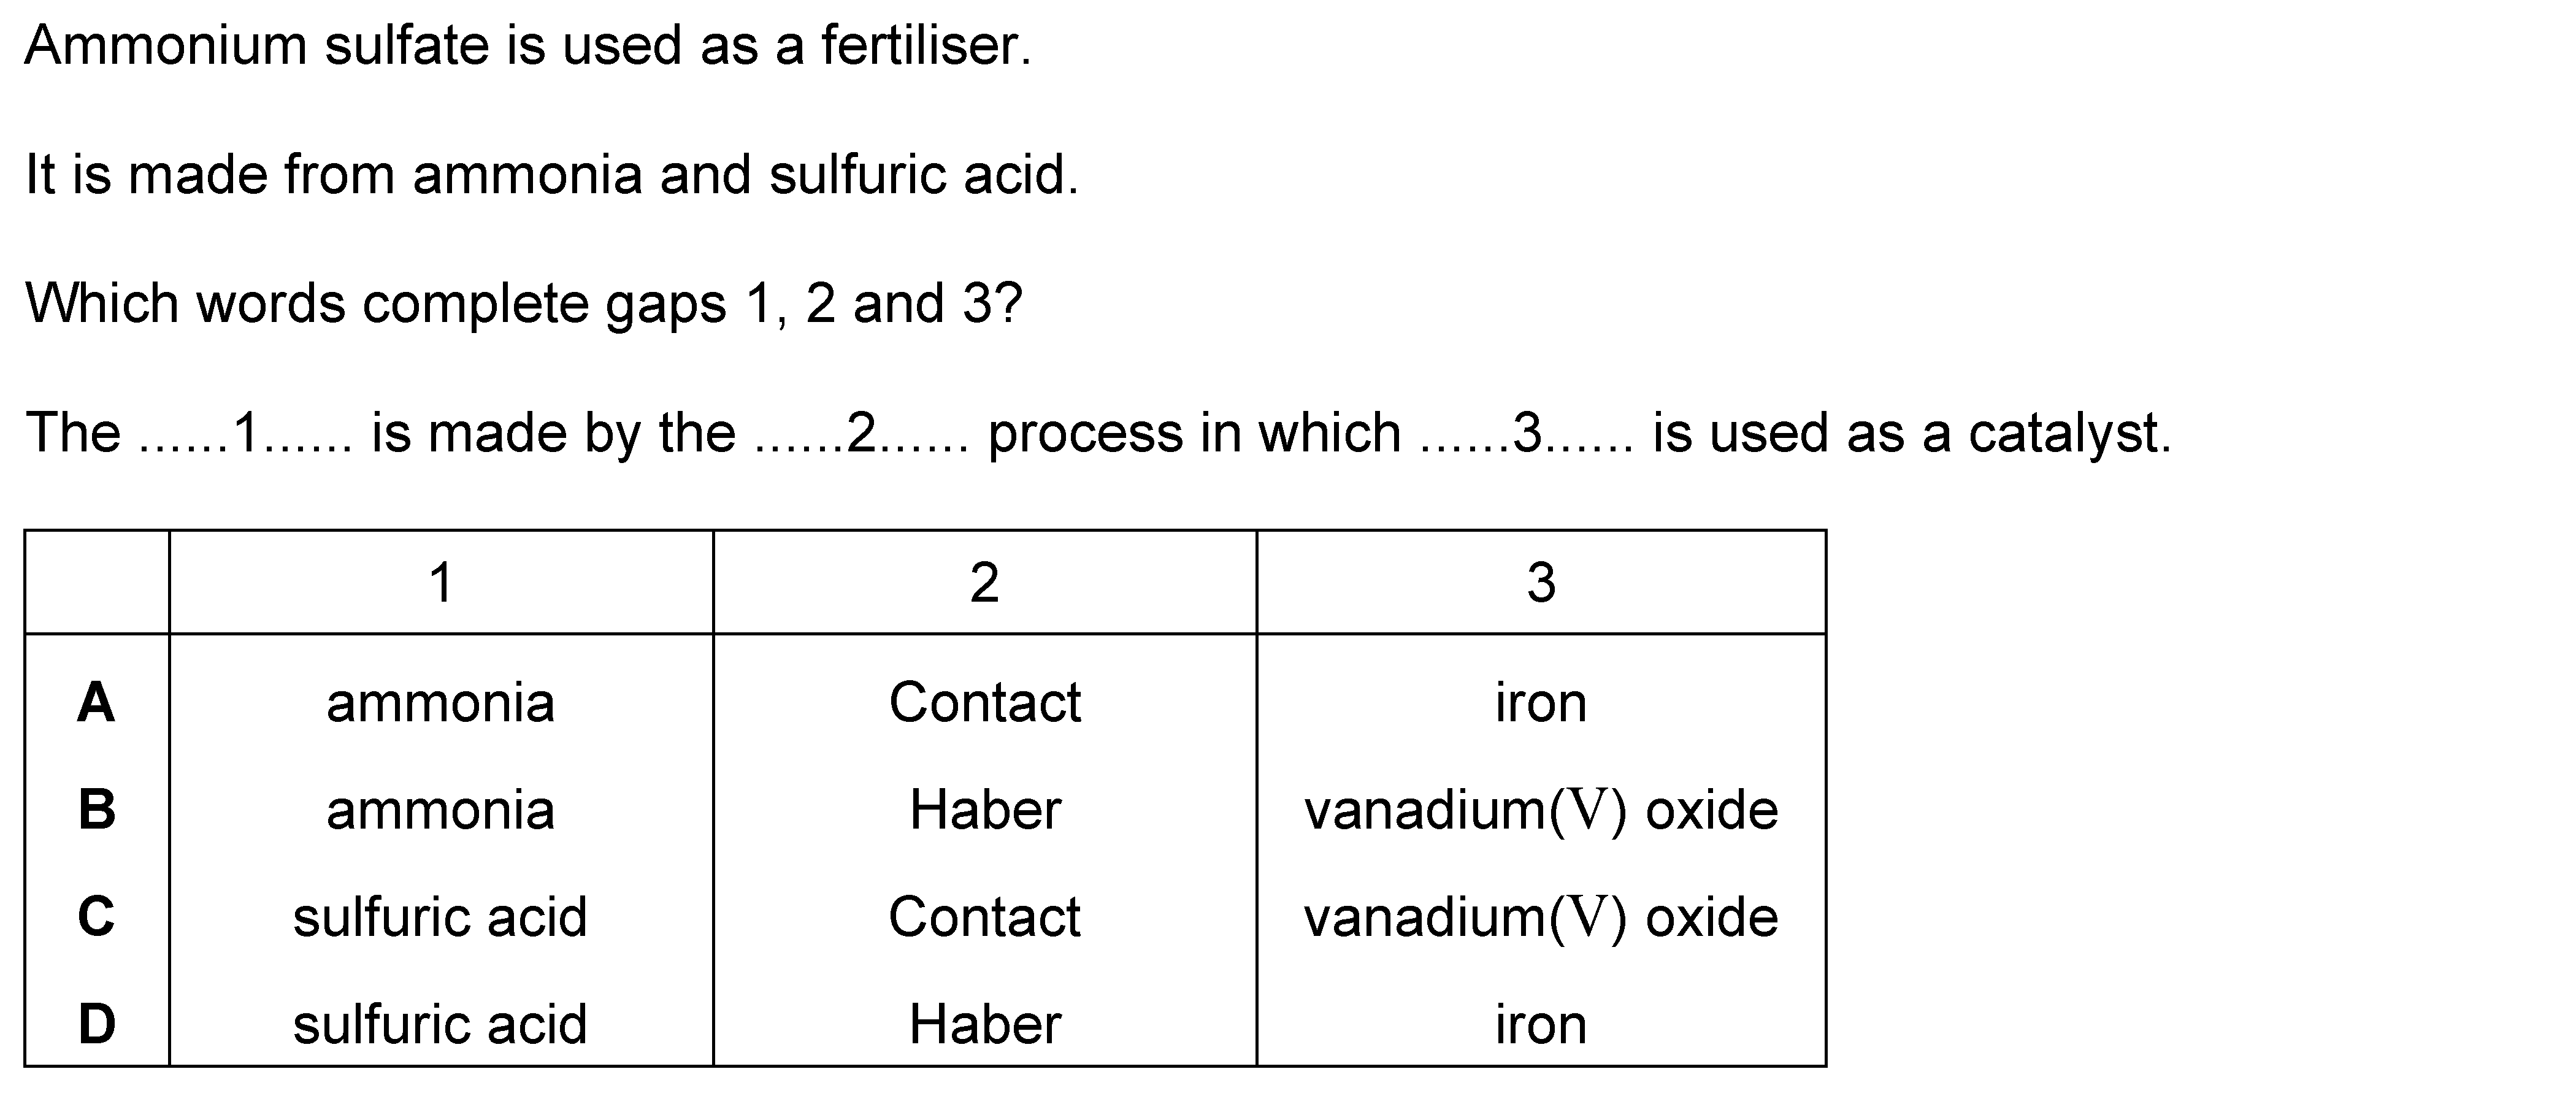 Ammonium sulfate is used as a fertiliser.
It is made from ammonia and sulfuric acid.
Which words complete gaps 1, 2 and 3?
The ......1...... is made by the ......2...... process in which ......3...... is used as a catalyst.
1 2 3
A ammonia Contact iron
B ammonia Haber vanadium(V) oxide
C sulfuric acid Contact vanadium(V) oxide
D sulfuric acid Haber iron